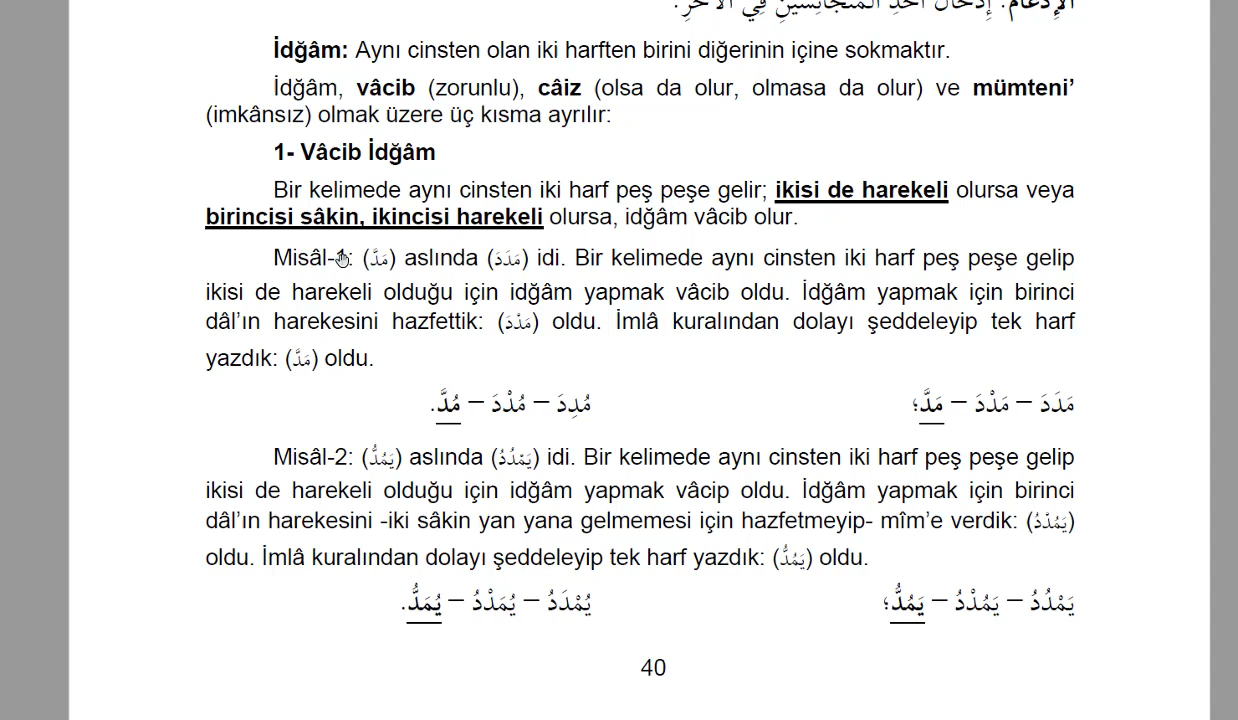 الإدغام: إدخال أحد المتجانسين في الآخر.
İdğâm: Aynı cinsten olan iki harften birini diğerinin içine sokmaktır.
İdğâm, vâcib (zorunlu), câiz (olsa da olur, olmasa da olur) ve mümteni’
(imkânsız) olmak üzere üç kısma ayrılır:
1- Vâcib İdğâm
Bir kelimede aynı cinsten iki harf peş peşe gelir; ikisi de harekeli olursa veya
birincisi sâkin, ikincisi harekeli olursa, idğâm vâcib olur.
Misâl-1: (مَدَّ) aslında (مَدَدَ) idi. Bir kelimede aynı cinsten iki harf peş peşe gelip
ikisi de harekeli olduğu için idğâm yapmak vâcib oldu. İdğâm yapmak için birinci
dâl’ın harekesini hazfettik: (مَدْدَ) oldu. İmlâ kuralından dolayı şeddeleyip tek harf
yazdık: (مَدَّ) oldu.
مَدَدَ – مَدْدَ – مَدَّ؛ مُدِدَ – مُدْدَ – مُدَّ.
Misâl-2: (يَمُدُّ) aslında (يَمْدُدُ) idi. Bir kelimede aynı cinsten iki harf peş peşe gelip
ikisi de harekeli olduğu için idğâm yapmak vâcip oldu. İdğâm yapmak için birinci
dâl’ın harekesini -iki sâkin yan yana gelmemesi için hazfetmeyip- mîm’e verdik: (يَمُدْدُ)
oldu. İmlâ kuralından dolayı şeddeleyip tek harf yazdık: (يَمُدُّ) oldu.
يَمْدُدُ – يَمُدْدُ – يَمُدُّ؛ يُمْدَدُ – يُمَدْدُ – يُمَدُّ.
40